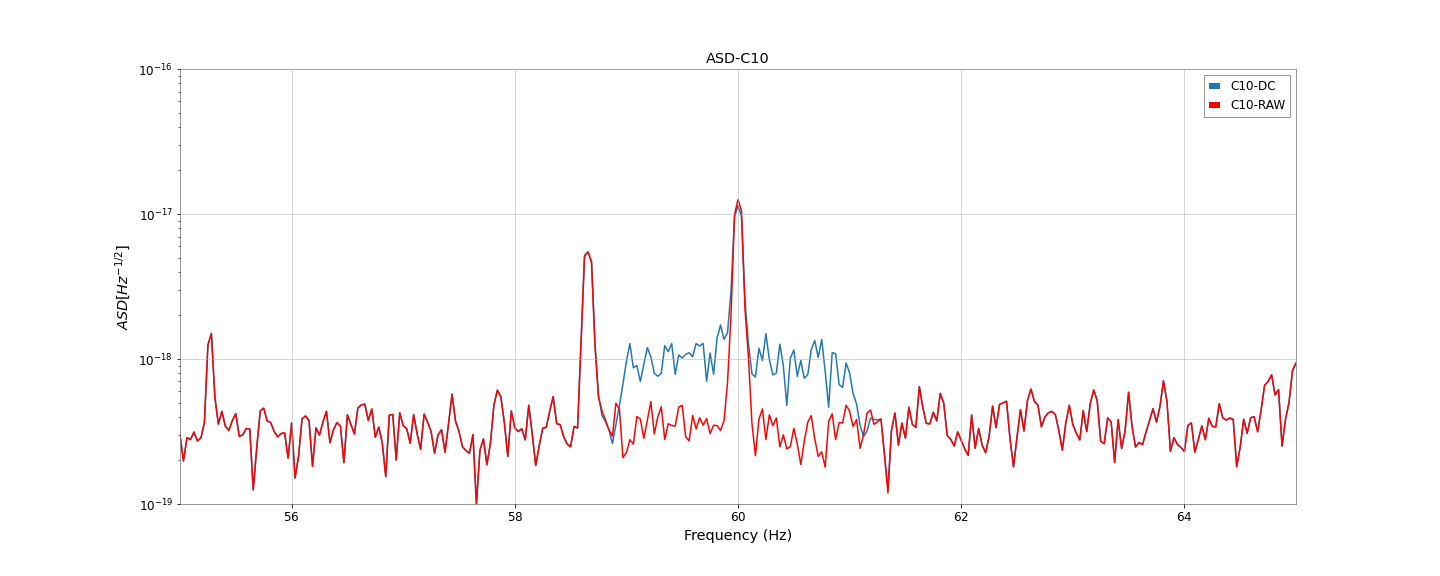 ASD-C10
10⁻¹⁶
10⁻¹⁷
10⁻¹⁸
10⁻¹⁹
ASD[Hz⁻¹/²]
C10-DC
C10-RAW
56 58 60 62 64
Frequency (Hz)